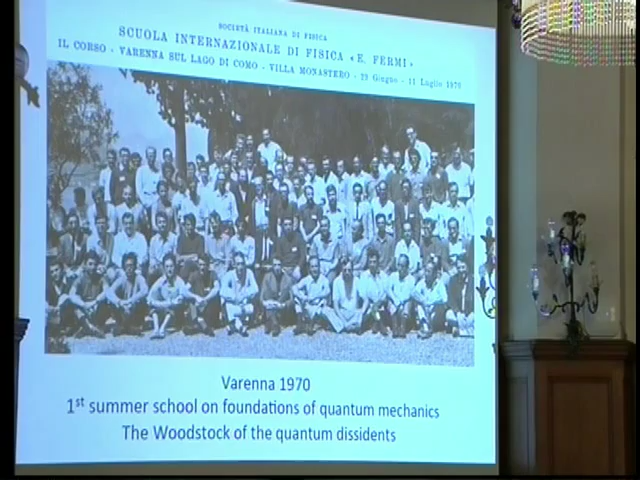 SOCIETÀ ITALIANA DI FISICA
SCUOLA INTERNAZIONALE DI FISICA «E. FERMI»
IL CORSO - VARENNA SUL LAGO DI COMO - VILLA MONASTERO - 29 Giugno - 11 Luglio 1970
Varenna 1970
1st summer school on foundations of quantum mechanics
The Woodstock of the quantum dissidents